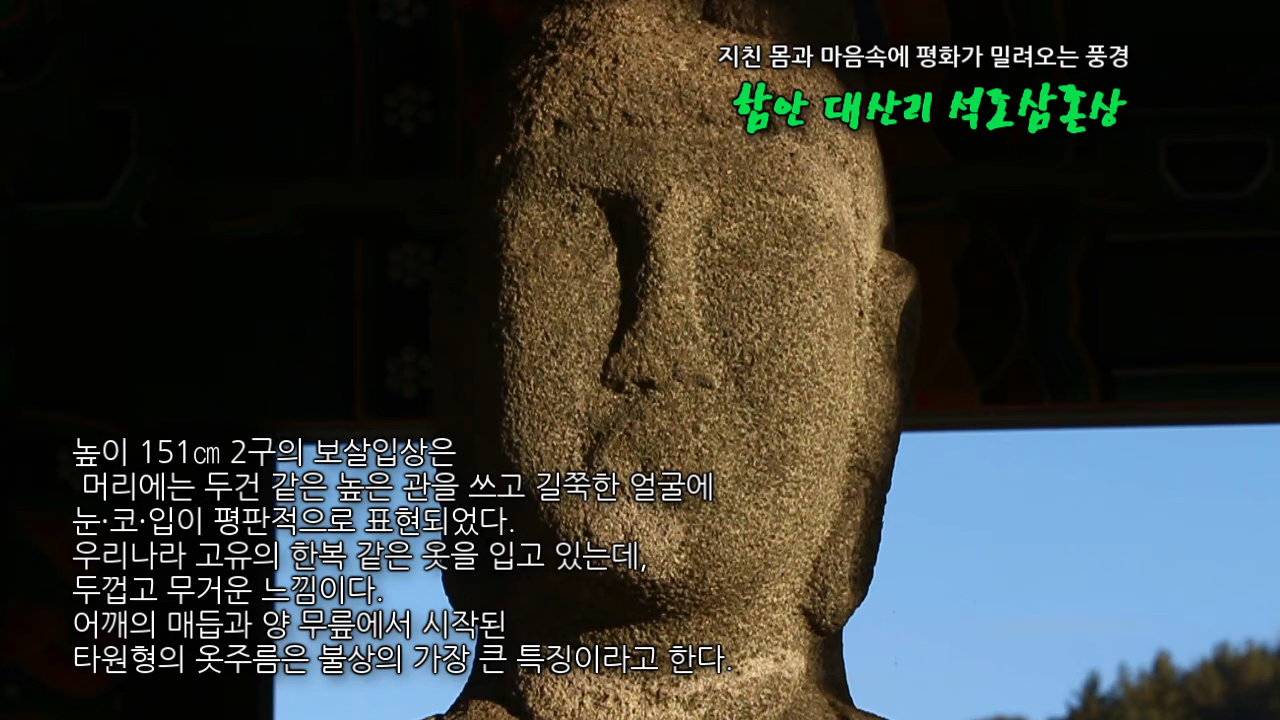 지친 몸과 마음속에 평화가 밀려오는 풍경
함안 대산리 석조삼존상
높이 151㎝ 2구의 보살입상은
머리에는 두건 같은 높은 관을 쓰고 길쭉한 얼굴에
눈·코·입이 평판적으로 표현되었다.
우리나라 고유의 한복 같은 옷을 입고 있는데,
두껍고 무거운 느낌이다.
어깨의 매듭과 양 무릎에서 시작된
타원형의 옷주름은 불상의 가장 큰 특징이라고 한다.